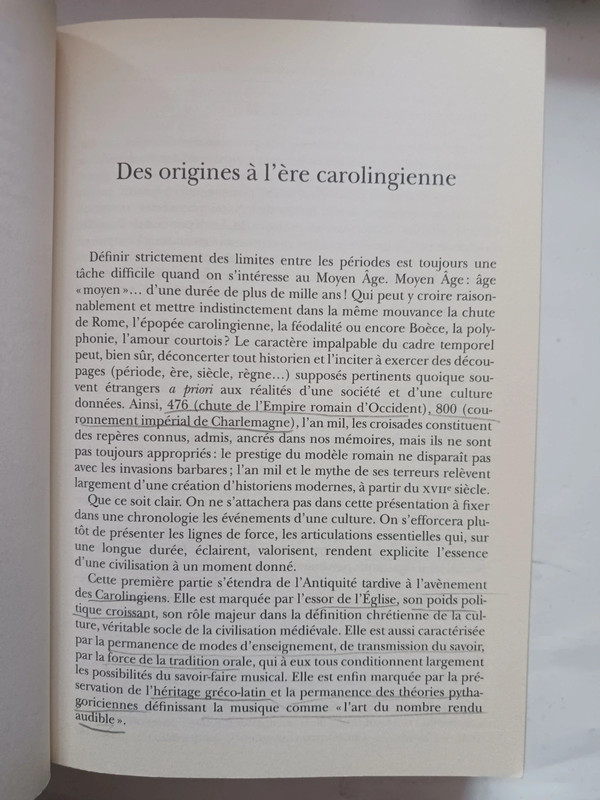 Des origines à l'ère carolingienne
Définir strictement des limites entre les périodes est toujours une
tâche difficile quand on s'intéresse au Moyen Âge. Moyen Âge : âge
« moyen »… d'une durée de plus de mille ans ! Qui peut y croire raison-
nablement et mettre indistinctement dans la même mouvance la chute
de Rome, l'épopée carolingienne, la féodalité ou encore Boèce, la poly-
phonie, l'amour courtois ? Le caractère impalpable du cadre temporel
peut, bien sûr, déconcerter tout historien et l'inciter à exercer des décou-
pages (période, ère, siècle, règne…) supposés pertinents quoique sou-
vent étrangers a priori aux réalités d'une société et d'une culture
données. Ainsi, 476 (chute de l'Empire romain d'Occident), 800 (cou-
ronnement impérial de Charlemagne), l'an mil, les croisades constituent
des repères connus, admis, ancrés dans nos mémoires, mais ils ne sont
pas toujours appropriés : le prestige du modèle romain ne disparaît pas
avec les invasions barbares ; l'an mil et le mythe de ses terreurs relèvent
largement d'une création d'historiens modernes, à partir du XVIIe siècle.
Que ce soit clair. On ne s'attachera pas dans cette présentation à fixer
dans une chronologie les événements d'une culture. On s'efforcera plu-
tôt de présenter les lignes de force, les articulations essentielles qui, sur
une longue durée, éclairent, valorisent, rendent explicite l'essence
d'une civilisation à un moment donné.
Cette première partie s'étendra de l'Antiquité tardive à l'avènement
des Carolingiens. Elle est marquée par l'essor de l'Église, son poids poli-
tique croissant, son rôle majeur dans la définition chrétienne de la cul-
ture, véritable socle de la civilisation médiévale. Elle est aussi caractérisée
par la permanence de modes d'enseignement, de transmission du savoir,
par la force de la tradition orale, qui à eux tous conditionnent largement
les possibilités du savoir-faire musical. Elle est enfin marquée par la pré-
servation de l'héritage gréco-latin et la permanence des théories pytha-
goriciennes définissant la musique comme « l'art du nombre rendu
audible ».